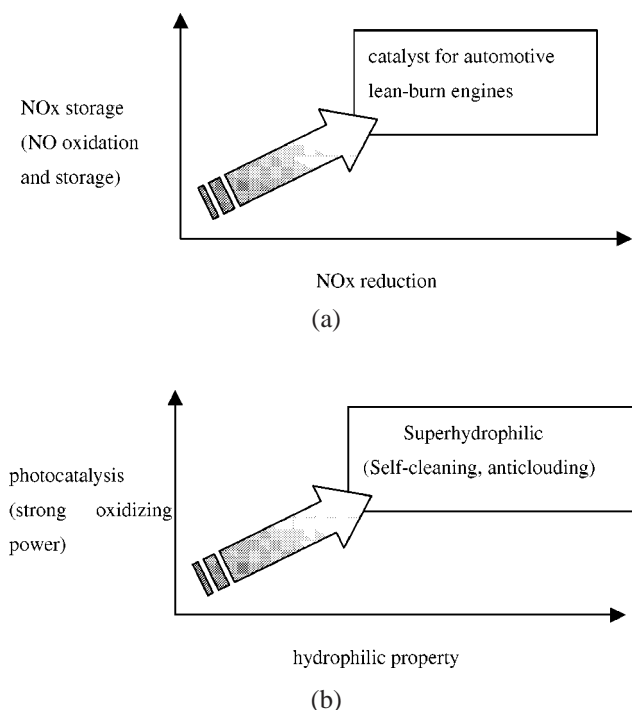 catalyst for automotive
lean-burn engines
NOx storage
(NO oxidation
and storage)
NOx reduction
(a)
Superhydrophilic
(Self-cleaning, anticlouding)
photocatalysis
(strong oxidizing
power)
hydrophilic property
(b)